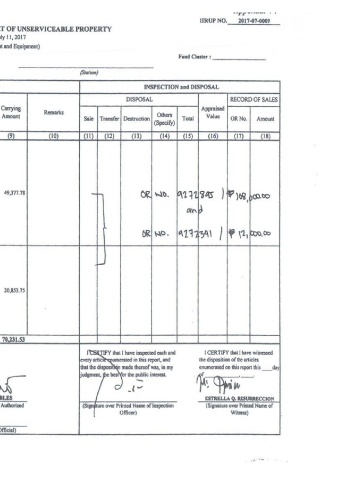 Appendix
IIRUP NO. 2017-07-0009
T OF UNSERVICEABLE PROPERTY
ly 11, 2017
t and Equipment)
Fund Cluster :
(Station)
INSPECTION and DISPOSAL
DISPOSAL
RECORD OF SALES
Carrying Amount
Remarks
Sale
Transfer
Destruction
Others (Specify)
Total
Appraised Value
OR No.
Amount
(9)
(10)
(11)
(12)
(13)
(14)
(15)
(16)
(17)
(18)
49,377.78
OR NO. 9272895 / ₱ 108,000.00
and
OR NO. 9272341 / ₱ 12,000.00
20,853.75
70,231.53
I CERTIFY that I have inspected each and
every article enumerated in this report, and
that the disposition made thereof was, in my
judgment, the best for the public interest.
(Signature over Printed Name of Inspection
Officer)
I CERTIFY that I have witnessed
the disposition of the articles
enumerated on this report this ____ day
ESTRELLA Q. RESURRECCION
(Signature over Printed Name of
Witness)
BLES
Authorized
Official)